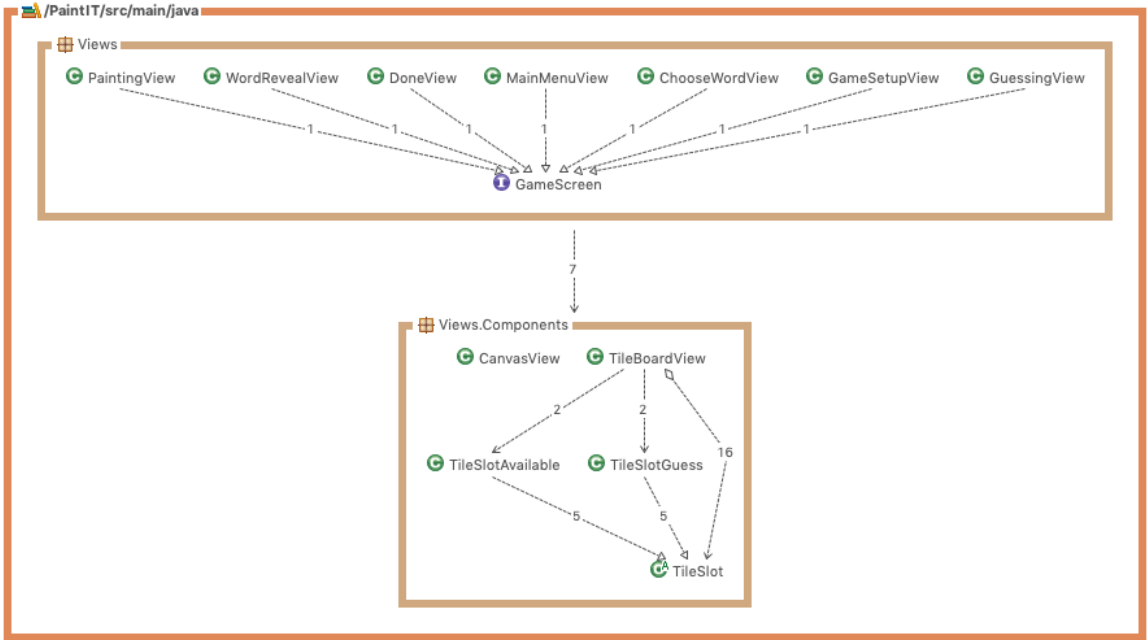 /PaintIT/src/main/java
Views
PaintingView WordRevealView DoneView MainMenuView ChooseWordView GameSetupView GuessingView
1 1 1 1 1 1 1
I GameScreen
7
Views.Components
C CanvasView C TileBoardView
2 2
16
C TileSlotAvailable C TileSlotGuess
5 5
C A TileSlot